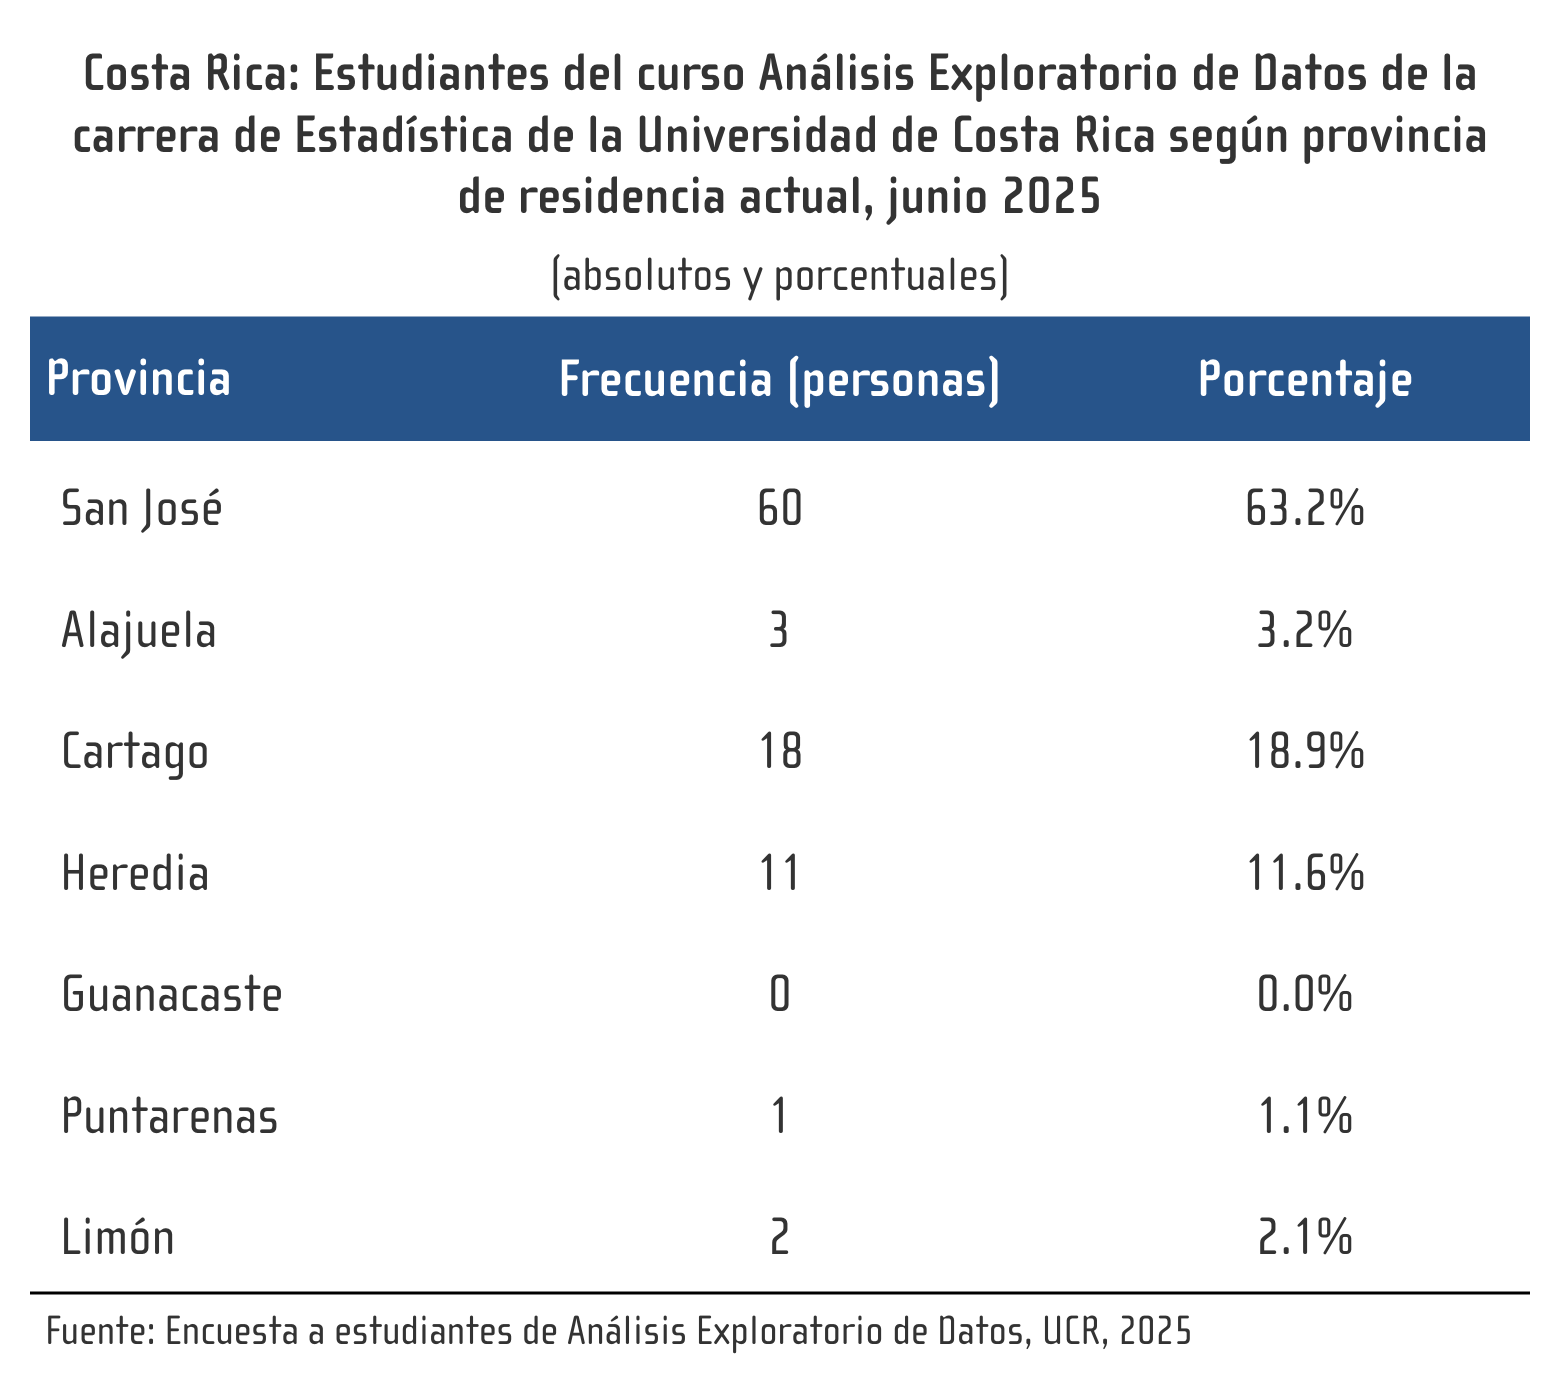 Costa Rica: Estudiantes del curso Análisis Exploratorio de Datos de la
carrera de Estadística de la Universidad de Costa Rica según provincia
de residencia actual, junio 2025
(absolutos y porcentuales)
Provincia Frecuencia (personas) Porcentaje
San José 60 63.2%
Alajuela 3 3.2%
Cartago 18 18.9%
Heredia 11 11.6%
Guanacaste 0 0.0%
Puntarenas 1 1.1%
Limón 2 2.1%
Fuente: Encuesta a estudiantes de Análisis Exploratorio de Datos, UCR, 2025